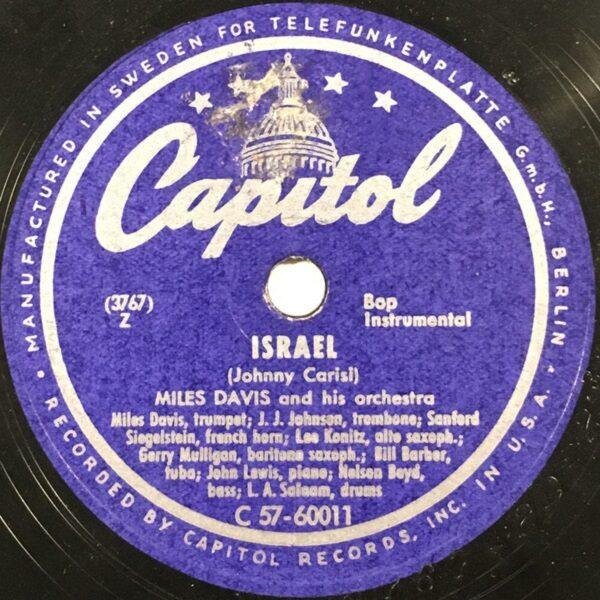 MANUFACTURED IN SWEDEN FOR TELEFUNKENPLATTE G.m.b.H., BERLIN
Capitol
(3767)
Z
Bop
Instrumental
ISRAEL
(Johnny Carisi)
MILES DAVIS and his orchestra
Miles Davis, trumpet; J. J. Johnson, trombone; Sanford
Siegelstein, french horn; Lee Konitz, alto saxoph.;
Gerry Mulligan, baritone saxoph.; Bill Barber,
tuba; John Lewis, piano; Nelson Boyd,
bass; L. A. Salaam, drums
C 57-60011
RECORDED BY CAPITOL RECORDS, INC. IN U.S.A.